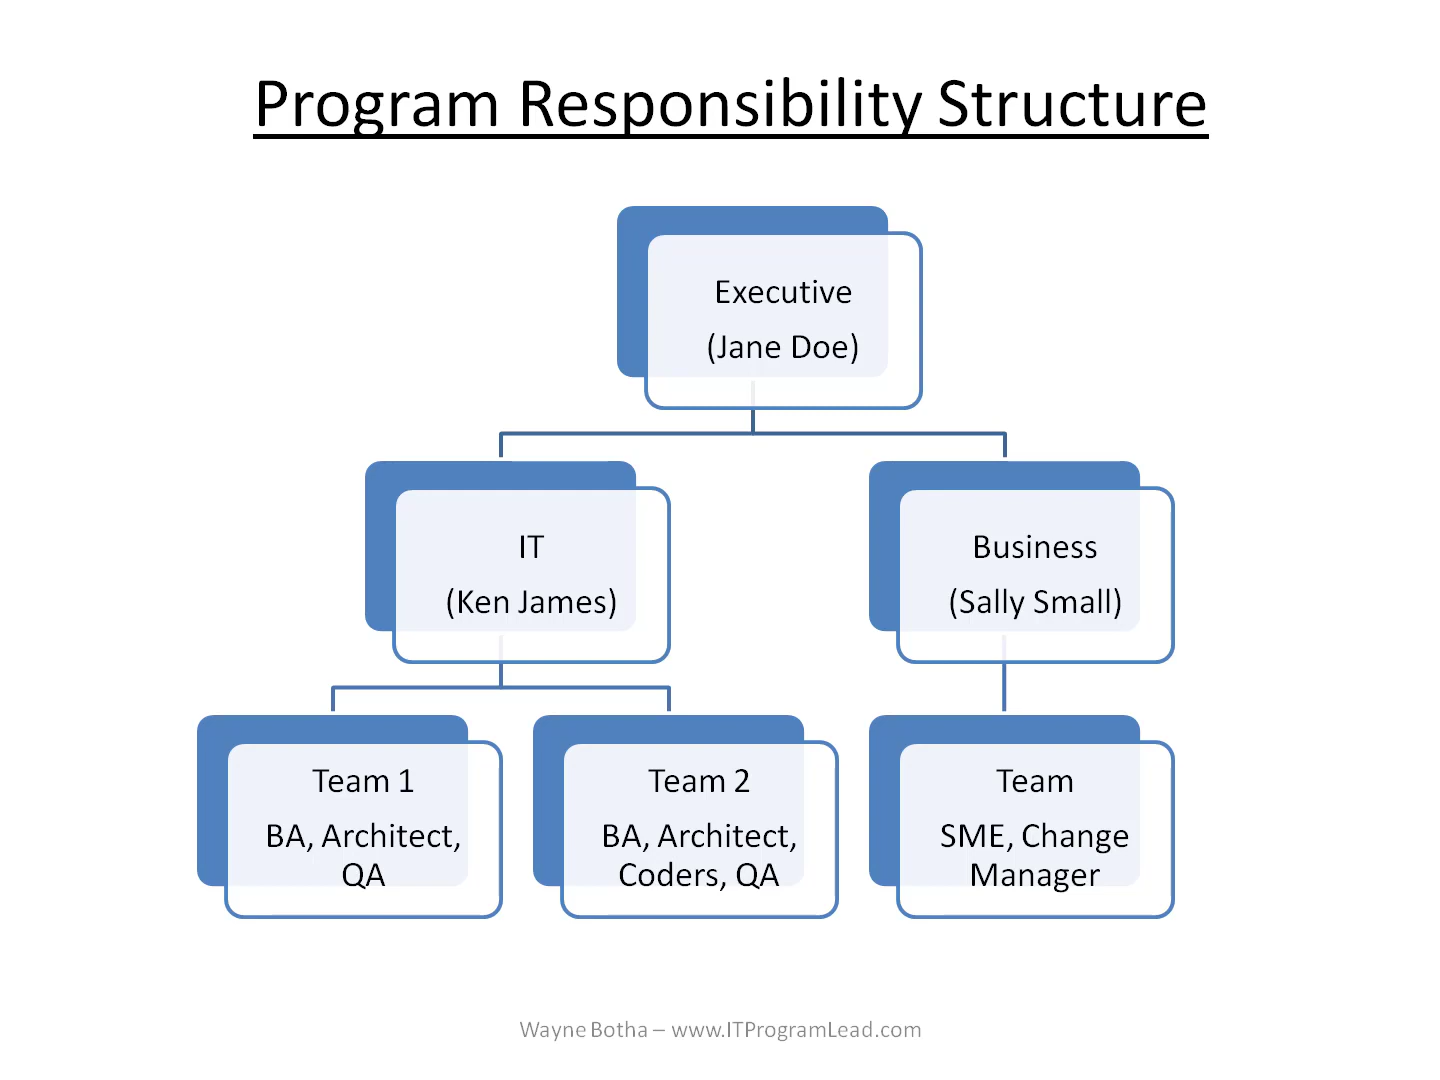 Program Responsibility Structure
Executive
(Jane Doe)
IT
(Ken James)
Business
(Sally Small)
Team 1
BA, Architect,
QA
Team 2
BA, Architect,
Coders, QA
Team
SME, Change
Manager
Wayne Botha – www.ITProgramLead.com